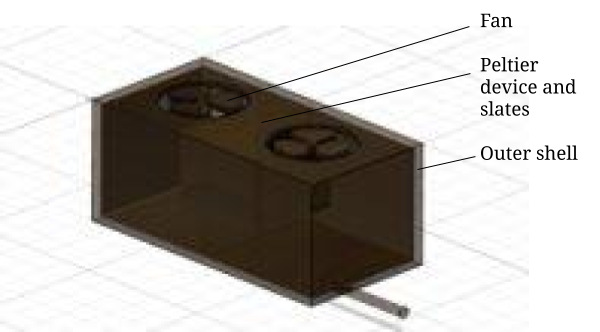 Fan
Peltier
device and
slates
Outer shell